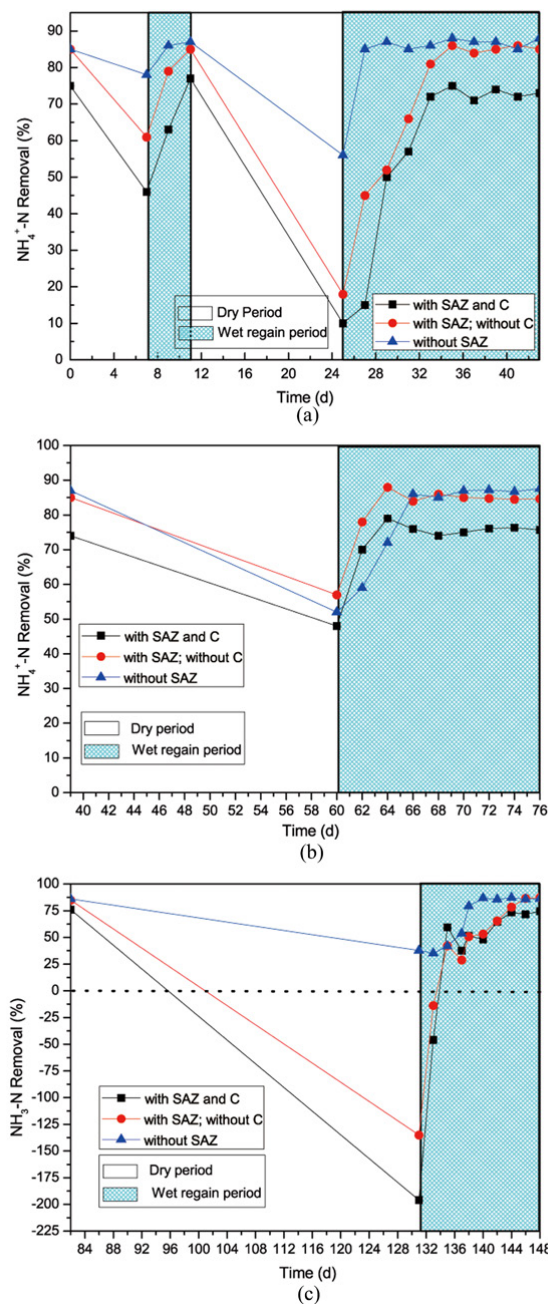 NH₄⁺-N Removal (%)
90
80
70
60
50
40
30
20
10
0
Dry Period
Wet regain period
with SAZ and C
with SAZ; without C
without SAZ
0 4 8 12 16 20 24 28 32 36 40
Time (d)
(a)
NH₄⁺-N Removal (%)
100
90
80
70
60
50
40
30
20
10
0
with SAZ and C
with SAZ; without C
without SAZ
Dry period
Wet regain period
40 42 44 46 48 50 52 54 56 58 60 62 64 66 68 70 72 74 76
Time (d)
(b)
NH₃-N Removal (%)
100
75
50
25
0
-25
-50
-75
-100
-125
-150
-175
-200
-225
with SAZ and C
with SAZ; without C
without SAZ
Dry period
Wet regain period
84 88 92 96 100 104 108 112 116 120 124 128 132 136 140 144 148
Time (d)
(c)